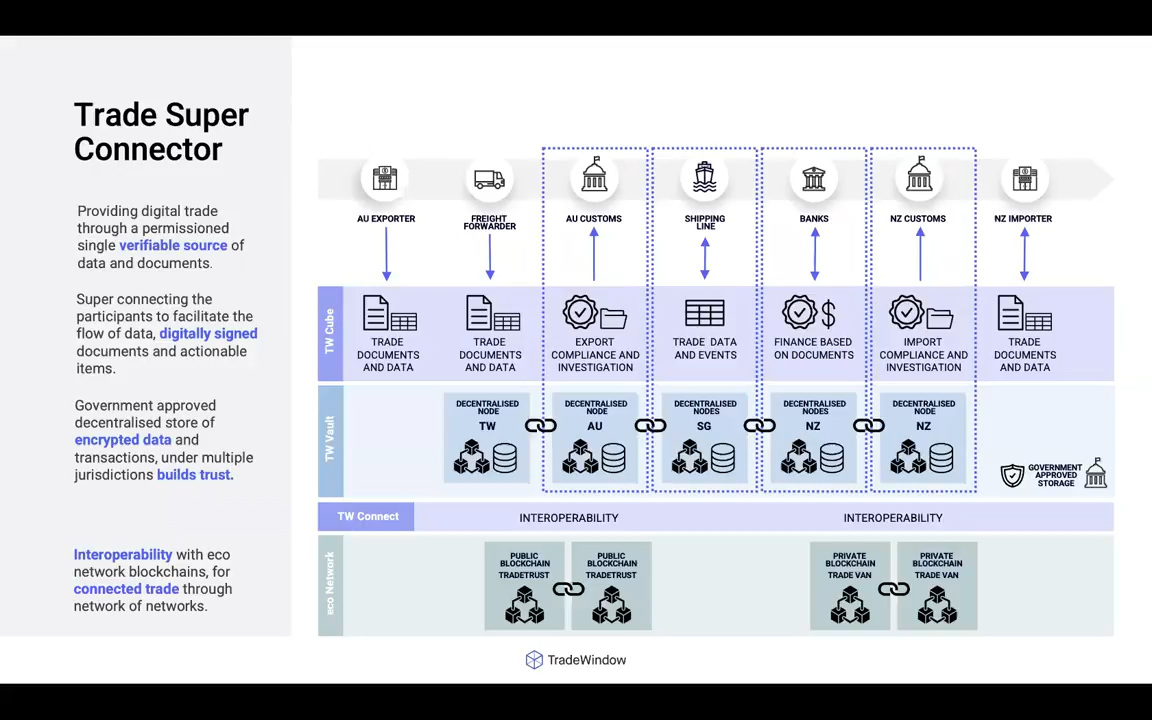 Trade Super
Connector
Providing digital trade
through a permissioned
single verifiable source of
data and documents.
Super connecting the
participants to facilitate the
flow of data, digitally signed
documents and actionable
items.
Government approved
decentralised store of
encrypted data and
transactions, under multiple
jurisdictions builds trust.
Interoperability with eco
network blockchains, for
connected trade through
network of networks.
AU EXPORTER
FREIGHT
FORWARDER
AU CUSTOMS
SHIPPING
LINE
BANKS
NZ CUSTOMS
NZ IMPORTER
TW Cube
TRADE
DOCUMENTS
AND DATA
TRADE
DOCUMENTS
AND DATA
EXPORT
COMPLIANCE AND
INVESTIGATION
TRADE DATA
AND EVENTS
FINANCE BASED
ON DOCUMENTS
IMPORT
COMPLIANCE AND
INVESTIGATION
TRADE
DOCUMENTS
AND DATA
TW Vault
DECENTRALISED
NODE
TW
DECENTRALISED
NODE
AU
DECENTRALISED
NODES
SG
DECENTRALISED
NODES
NZ
DECENTRALISED
NODE
NZ
GOVERNMENT
APPROVED
STORAGE
TW Connect
INTEROPERABILITY
INTEROPERABILITY
eco Network
PUBLIC
BLOCKCHAIN
TRADETRUST
PUBLIC
BLOCKCHAIN
TRADETRUST
PRIVATE
BLOCKCHAIN
TRADE VAN
PRIVATE
BLOCKCHAIN
TRADE VAN
TradeWindow